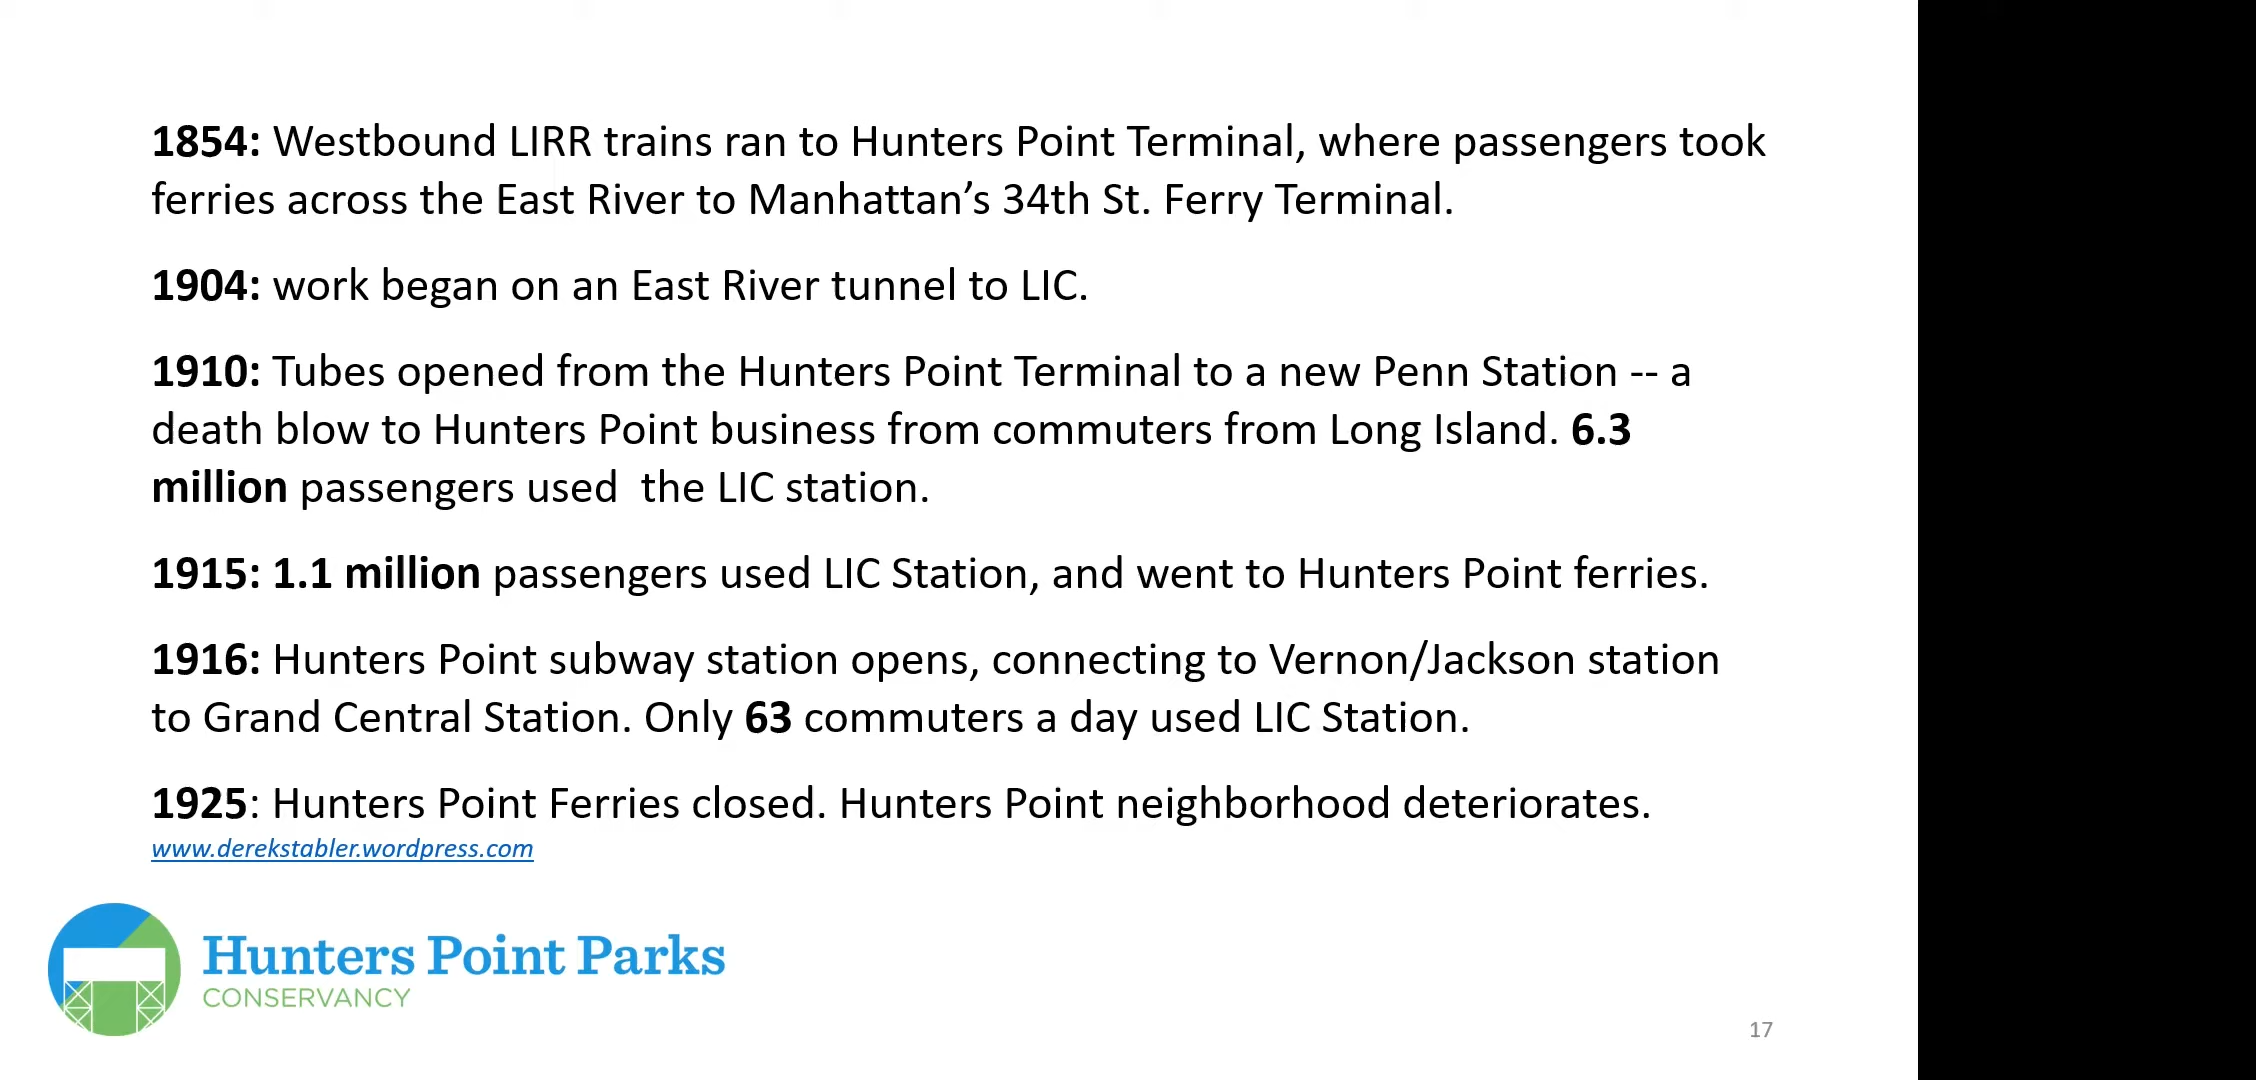 1854: Westbound LIRR trains ran to Hunters Point Terminal, where passengers took
ferries across the East River to Manhattan’s 34th St. Ferry Terminal.
1904: work began on an East River tunnel to LIC.
1910: Tubes opened from the Hunters Point Terminal to a new Penn Station -- a
death blow to Hunters Point business from commuters from Long Island. 6.3
million passengers used  the LIC station.
1915: 1.1 million passengers used LIC Station, and went to Hunters Point ferries.
1916: Hunters Point subway station opens, connecting to Vernon/Jackson station
to Grand Central Station. Only 63 commuters a day used LIC Station.
1925: Hunters Point Ferries closed. Hunters Point neighborhood deteriorates.
www.derekstabler.wordpress.com
Hunters Point Parks
CONSERVANCY
17